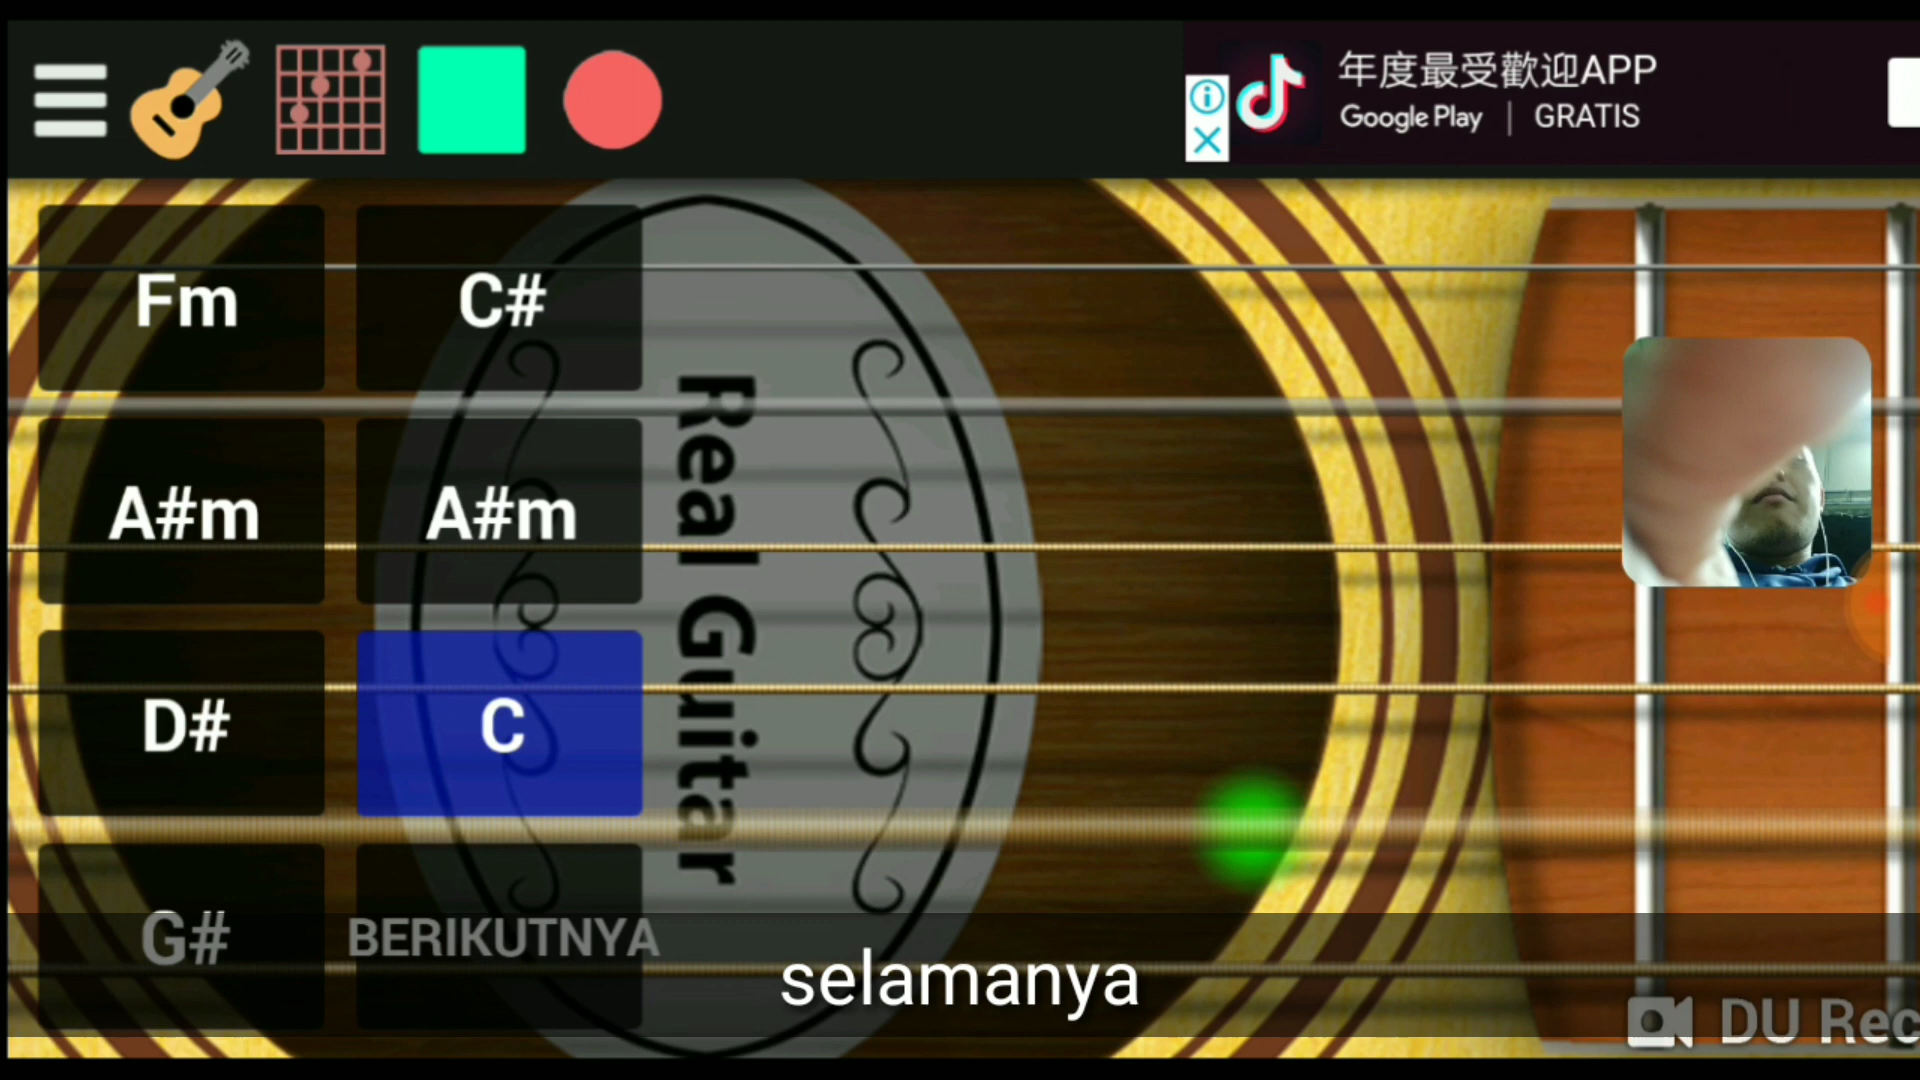 年度最受歡迎APP
Google Play | GRATIS
Fm
C#
A#m
A#m
D#
C
G#
BERIKUTNYA
Real Guitar
selamanya
DU Rec